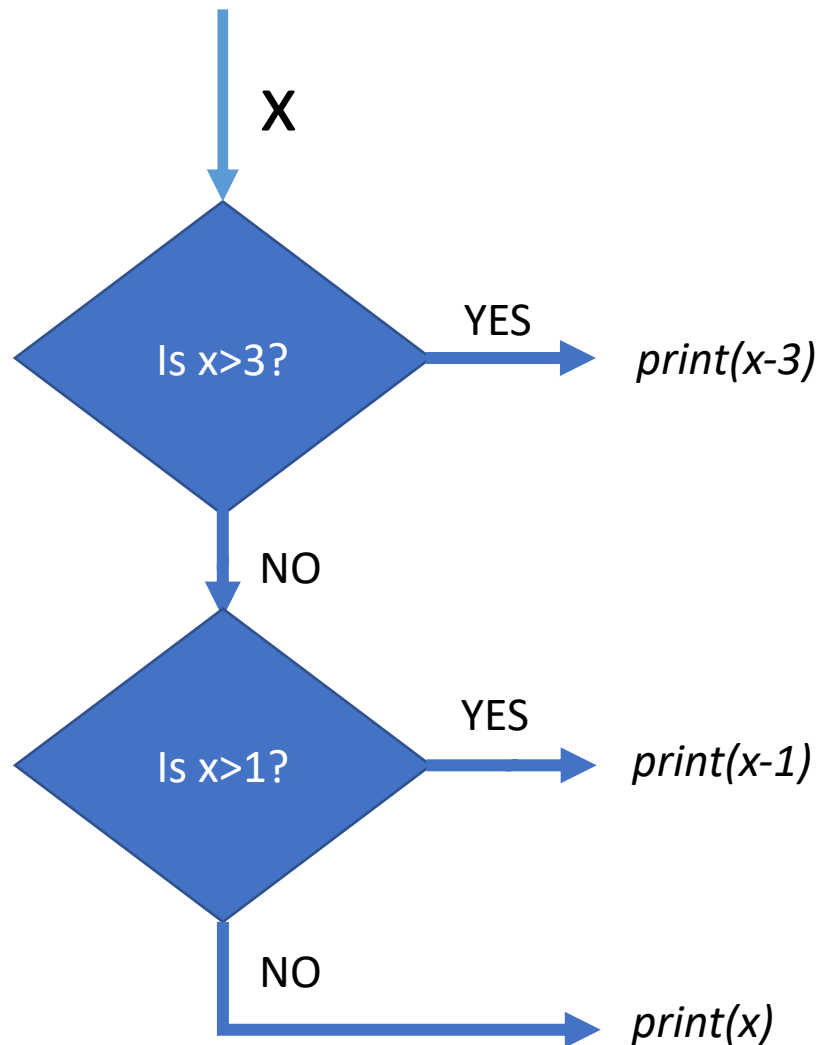 X
YES
Is x>3?
print(x-3)
NO
YES
Is x>1?
print(x-1)
NO
print(x)